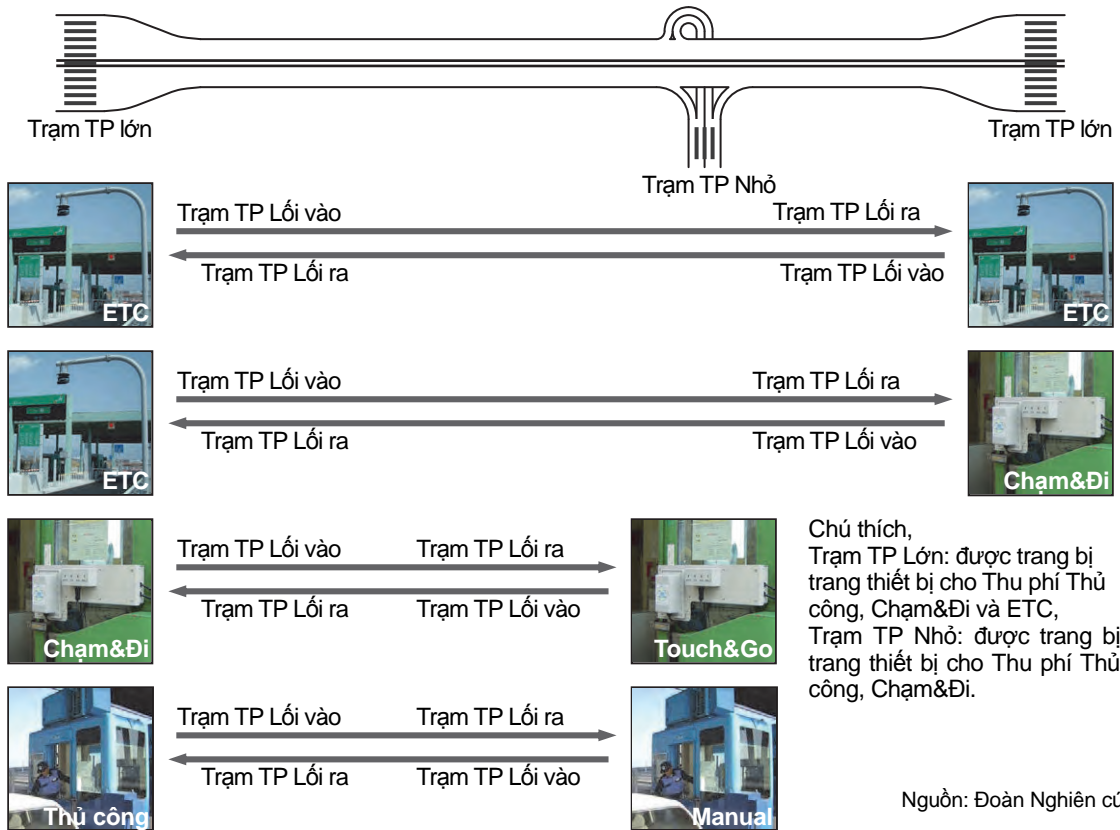 Trạm TP lớn
Trạm TP lớn
Trạm TP Nhỏ
Trạm TP Lối vào
Trạm TP Lối ra
Trạm TP Lối ra
Trạm TP Lối vào
ETC
ETC
Trạm TP Lối vào
Trạm TP Lối ra
Trạm TP Lối ra
Trạm TP Lối vào
ETC
Chạm&Đi
Trạm TP Lối vào
Trạm TP Lối ra
Trạm TP Lối ra
Trạm TP Lối vào
Chạm&Đi
Touch&Go
Chú thích,
Trạm TP Lớn: được trang bị
trang thiết bị cho Thu phí Thủ
công, Chạm&Đi và ETC,
Trạm TP Nhỏ: được trang bị
trang thiết bị cho Thu phí Thủ
công, Chạm&Đi.
Trạm TP Lối vào
Trạm TP Lối ra
Trạm TP Lối ra
Trạm TP Lối vào
Thủ công
Manual
Nguồn: Đoàn Nghiên cứ